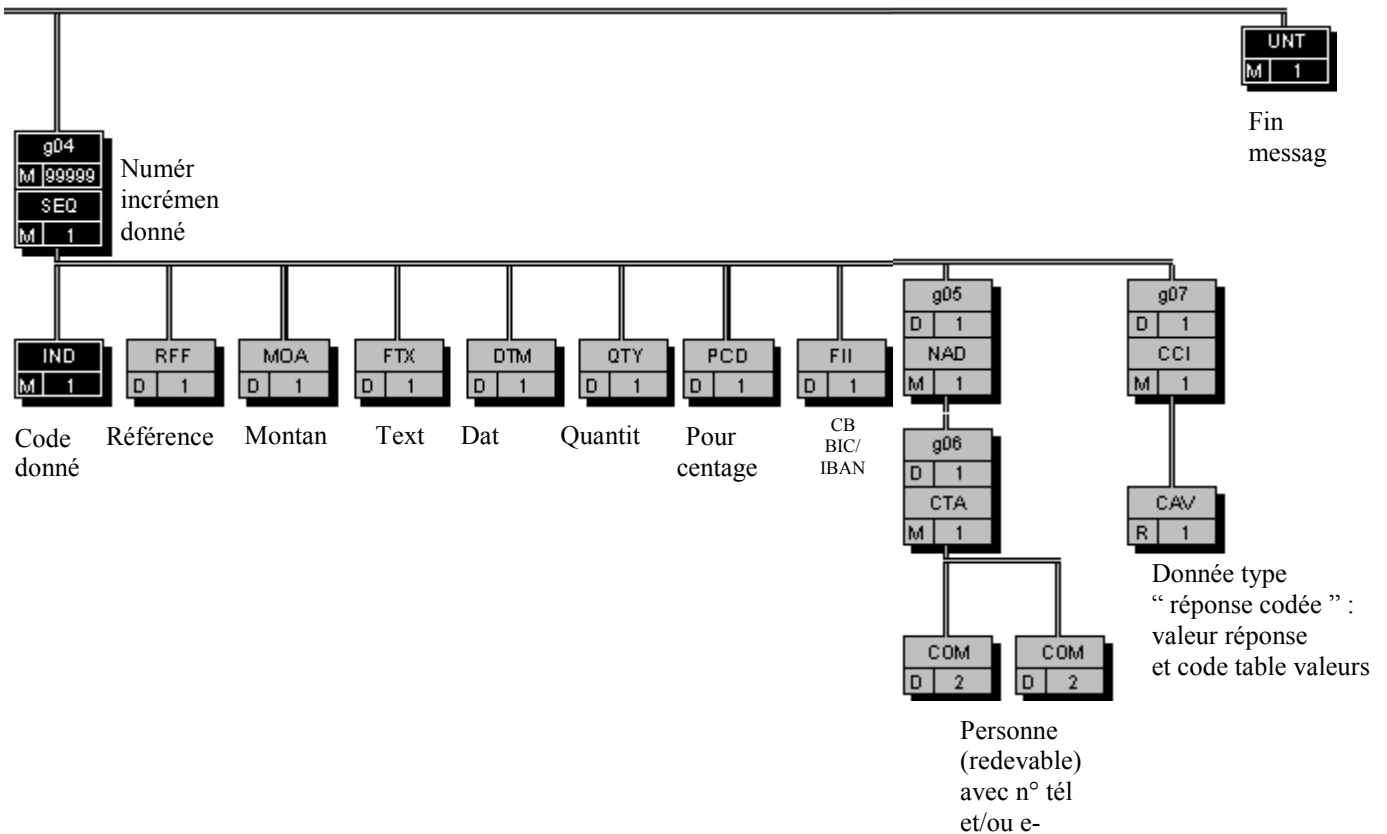 UNT
M 1
Fin
messag
g04
M 99999
SEQ
M 1
Numér
incrémen
donné
IND
M 1
Code
donné
RFF
D 1
Référence
MOA
D 1
Montan
FTX
D 1
Text
DTM
D 1
Dat
QTY
D 1
Quantit
PCD
D 1
Pour
centage
FII
D 1
CB
BIC/
IBAN
g05
D 1
NAD
M 1
g06
D 1
CTA
M 1
COM
D 2
COM
D 2
Personne
(redevable)
avec n° tél
et/ou e-
g07
D 1
CCI
M 1
CAV
R 1
Donnée type
“ réponse codée ” :
valeur réponse
et code table valeurs